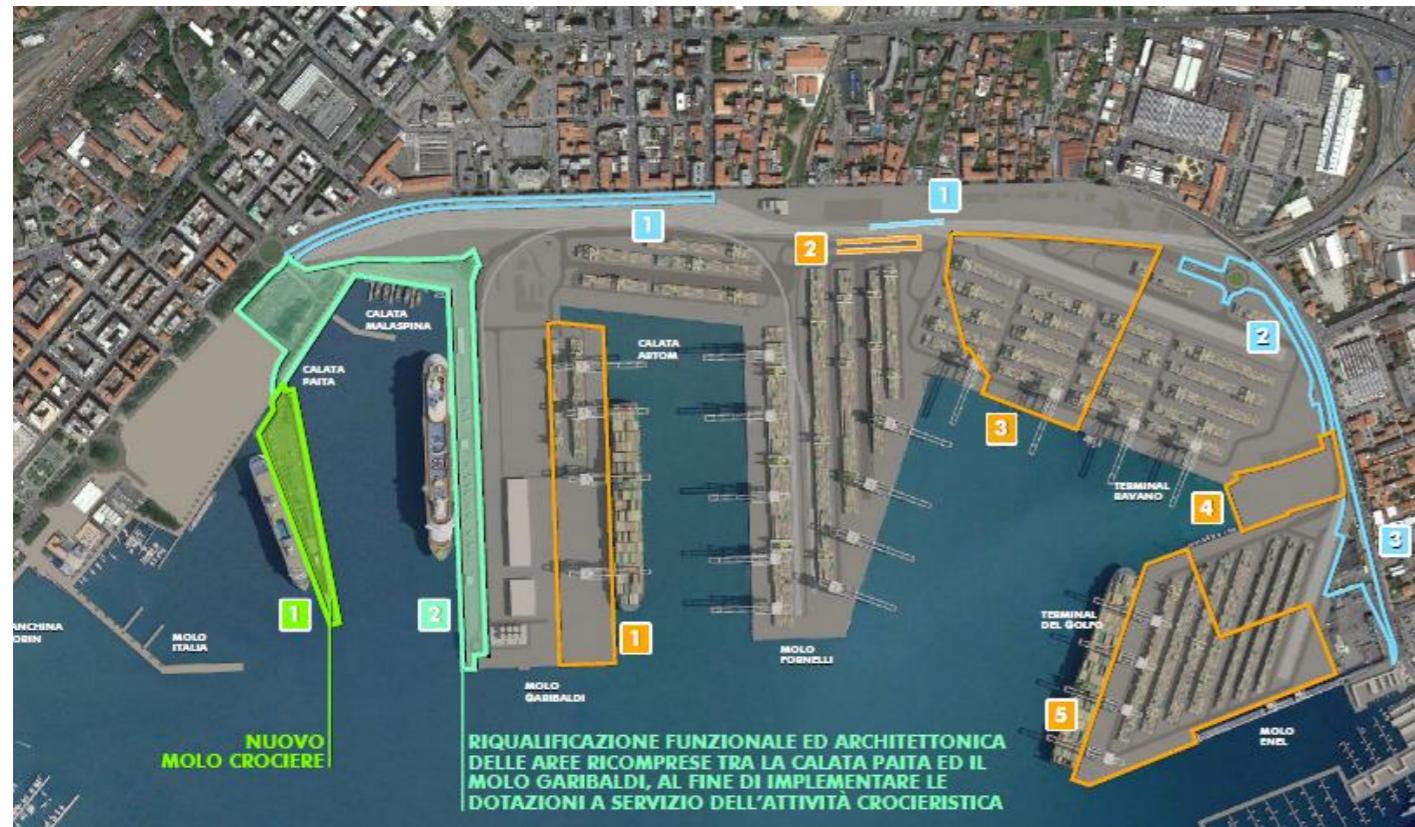 1
1
2
CALATA
MALASPINA
2
CALATA
ARTOM
CALATA
PAITA
3
TERMINAL
RAVANO
4
3
1
2
MOLO
ITALIA
TERMINAL
DEL GOLFO
1
MOLO
FORNELLI
MOLO
GARIBALDI
5
MOLO
ENEL
NUOVO
MOLO CROCIERE
RIQUALIFICAZIONE FUNZIONALE ED ARCHITETTONICA
DELLE AREE RICOMPRESE TRA LA CALATA PAITA ED IL
MOLO GARIBALDI, AL FINE DI IMPLEMENTARE LE
DOTAZIONI A SERVIZIO DELL'ATTIVITÀ CROCIERISTICA